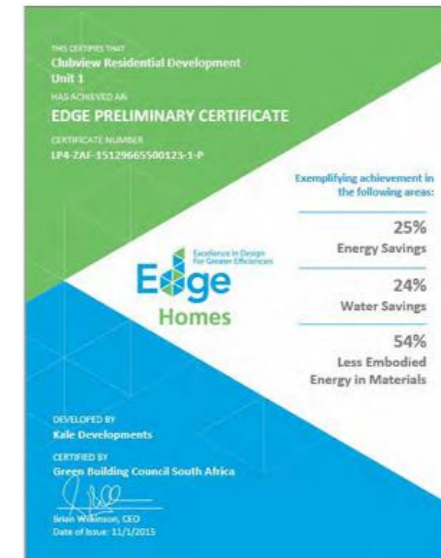 THIS CERTIFIES THAT
Clubview Residential Development
Unit 1
HAS ACHIEVED AN
EDGE PRELIMINARY CERTIFICATE
CERTIFICATE NUMBER
LP4-ZAF-15129665500123-1-P
Exemplifying achievement in
the following areas:
25%
Energy Savings
24%
Water Savings
54%
Less Embodied
Energy in Materials
Edge
Excellence in Design
For Greater Efficiencies
Homes
DEVELOPED BY
Kale Developments
CERTIFIED BY
Green Building Council South Africa
Brian Wilkinson, CEO
Date of Issue: 11/1/2015